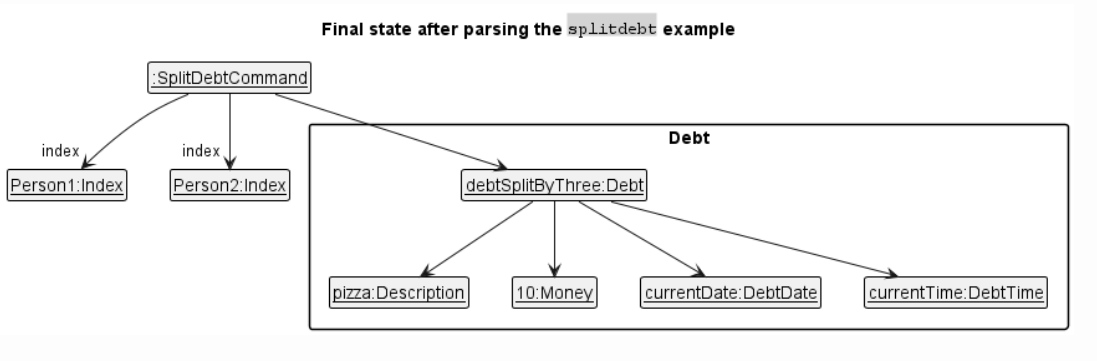 Final state after parsing the splitdebt example
:SplitDebtCommand
index
index
Debt
Person1:Index
Person2:Index
debtSplitByThree:Debt
pizza:Description
10:Money
currentDate:DebtDate
currentTime:DebtTime